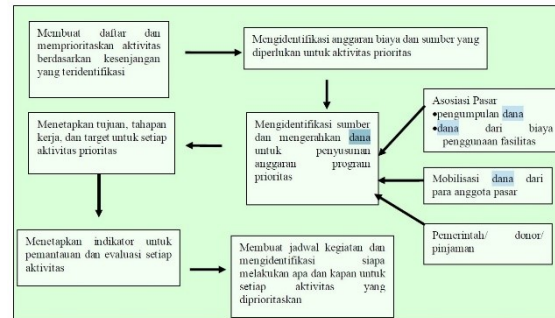 Membuat daftar dan
memprioritaskan aktivitas
berdasarkan kesenjangan
yang teridentifikasi
Mengidentifikasi anggaran biaya dan sumber yang
diperlukan untuk aktivitas prioritas
Menetapkan tujuan, tahapan
kerja, dan target untuk setiap
aktivitas prioritas
Mengidentifikasi sumber
dan mengerahkan dana
untuk penyusunan
anggaran program
prioritas
Asosiasi Pasar
•pengumpulan dana
•dana dari biaya
penggunaan fasilitas
Mobilisasi dana dari
para anggota pasar
Pemerintah/ donor/
pinjaman
Menetapkan indikator untuk
pemantauan dan evaluasi setiap
aktivitas
Membuat jadwal kegiatan dan
mengidentifikasi siapa
melakukan apa dan kapan untuk
setiap aktivitas yang
diprioritaskan